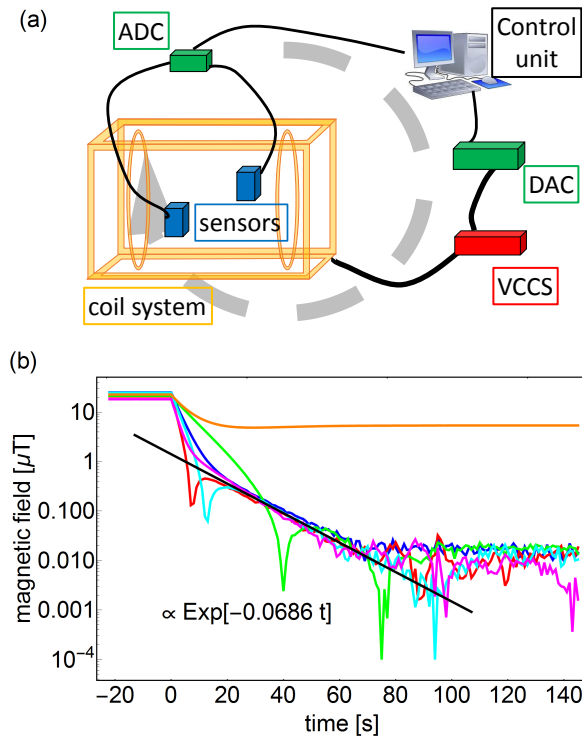 (a)
ADC
Control
unit
sensors
DAC
coil system
VCCS
(b)
magnetic field [μT]
10
1
0.100
0.010
0.001
10⁻⁴
∝ Exp[−0.0686 t]
−20 0 20 40 60 80 100 120 140
time [s]